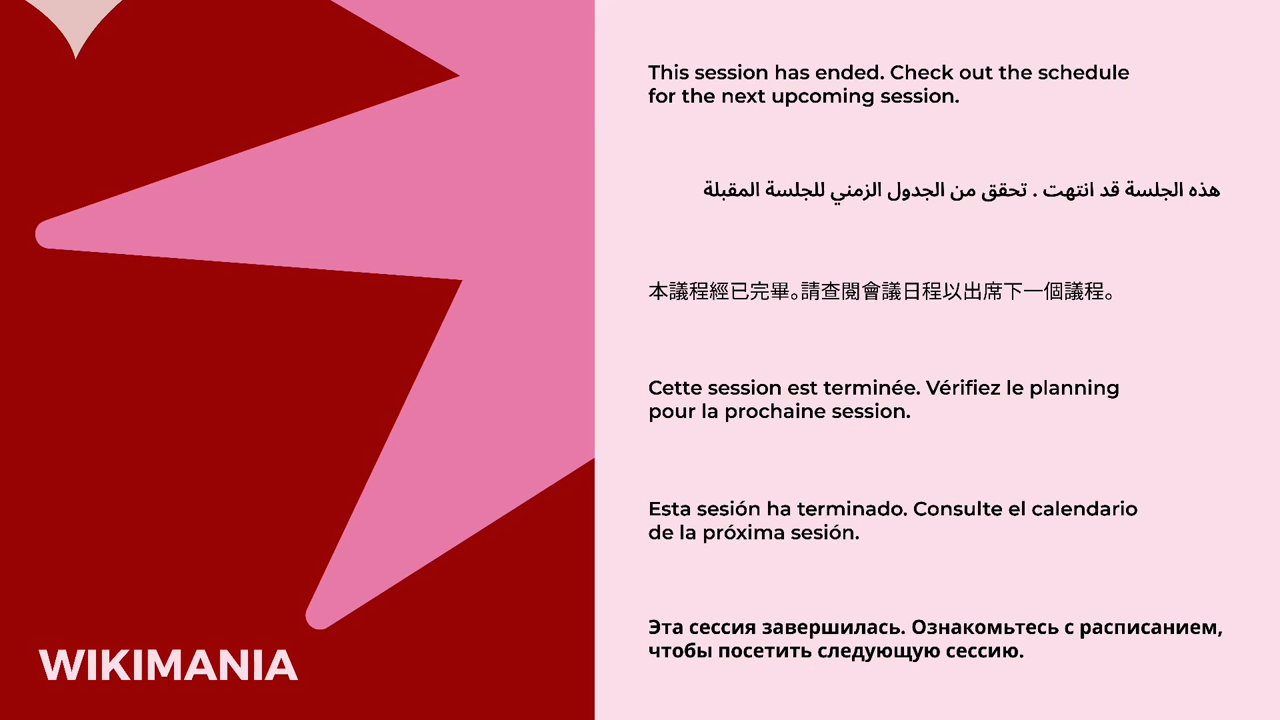 This session has ended. Check out the schedule
for the next upcoming session.
هذه الجلسة قد انتهت . تحقق من الجدول الزمني للجلسة المقبلة
本議程經已完畢。請查閱會議日程以出席下一個議程。
Cette session est terminée. Vérifiez le planning
pour la prochaine session.
Esta sesión ha terminado. Consulte el calendario
de la próxima sesión.
Эта сессия завершилась. Ознакомьтесь с расписанием,
чтобы посетить следующую сессию.
WIKIMANIA